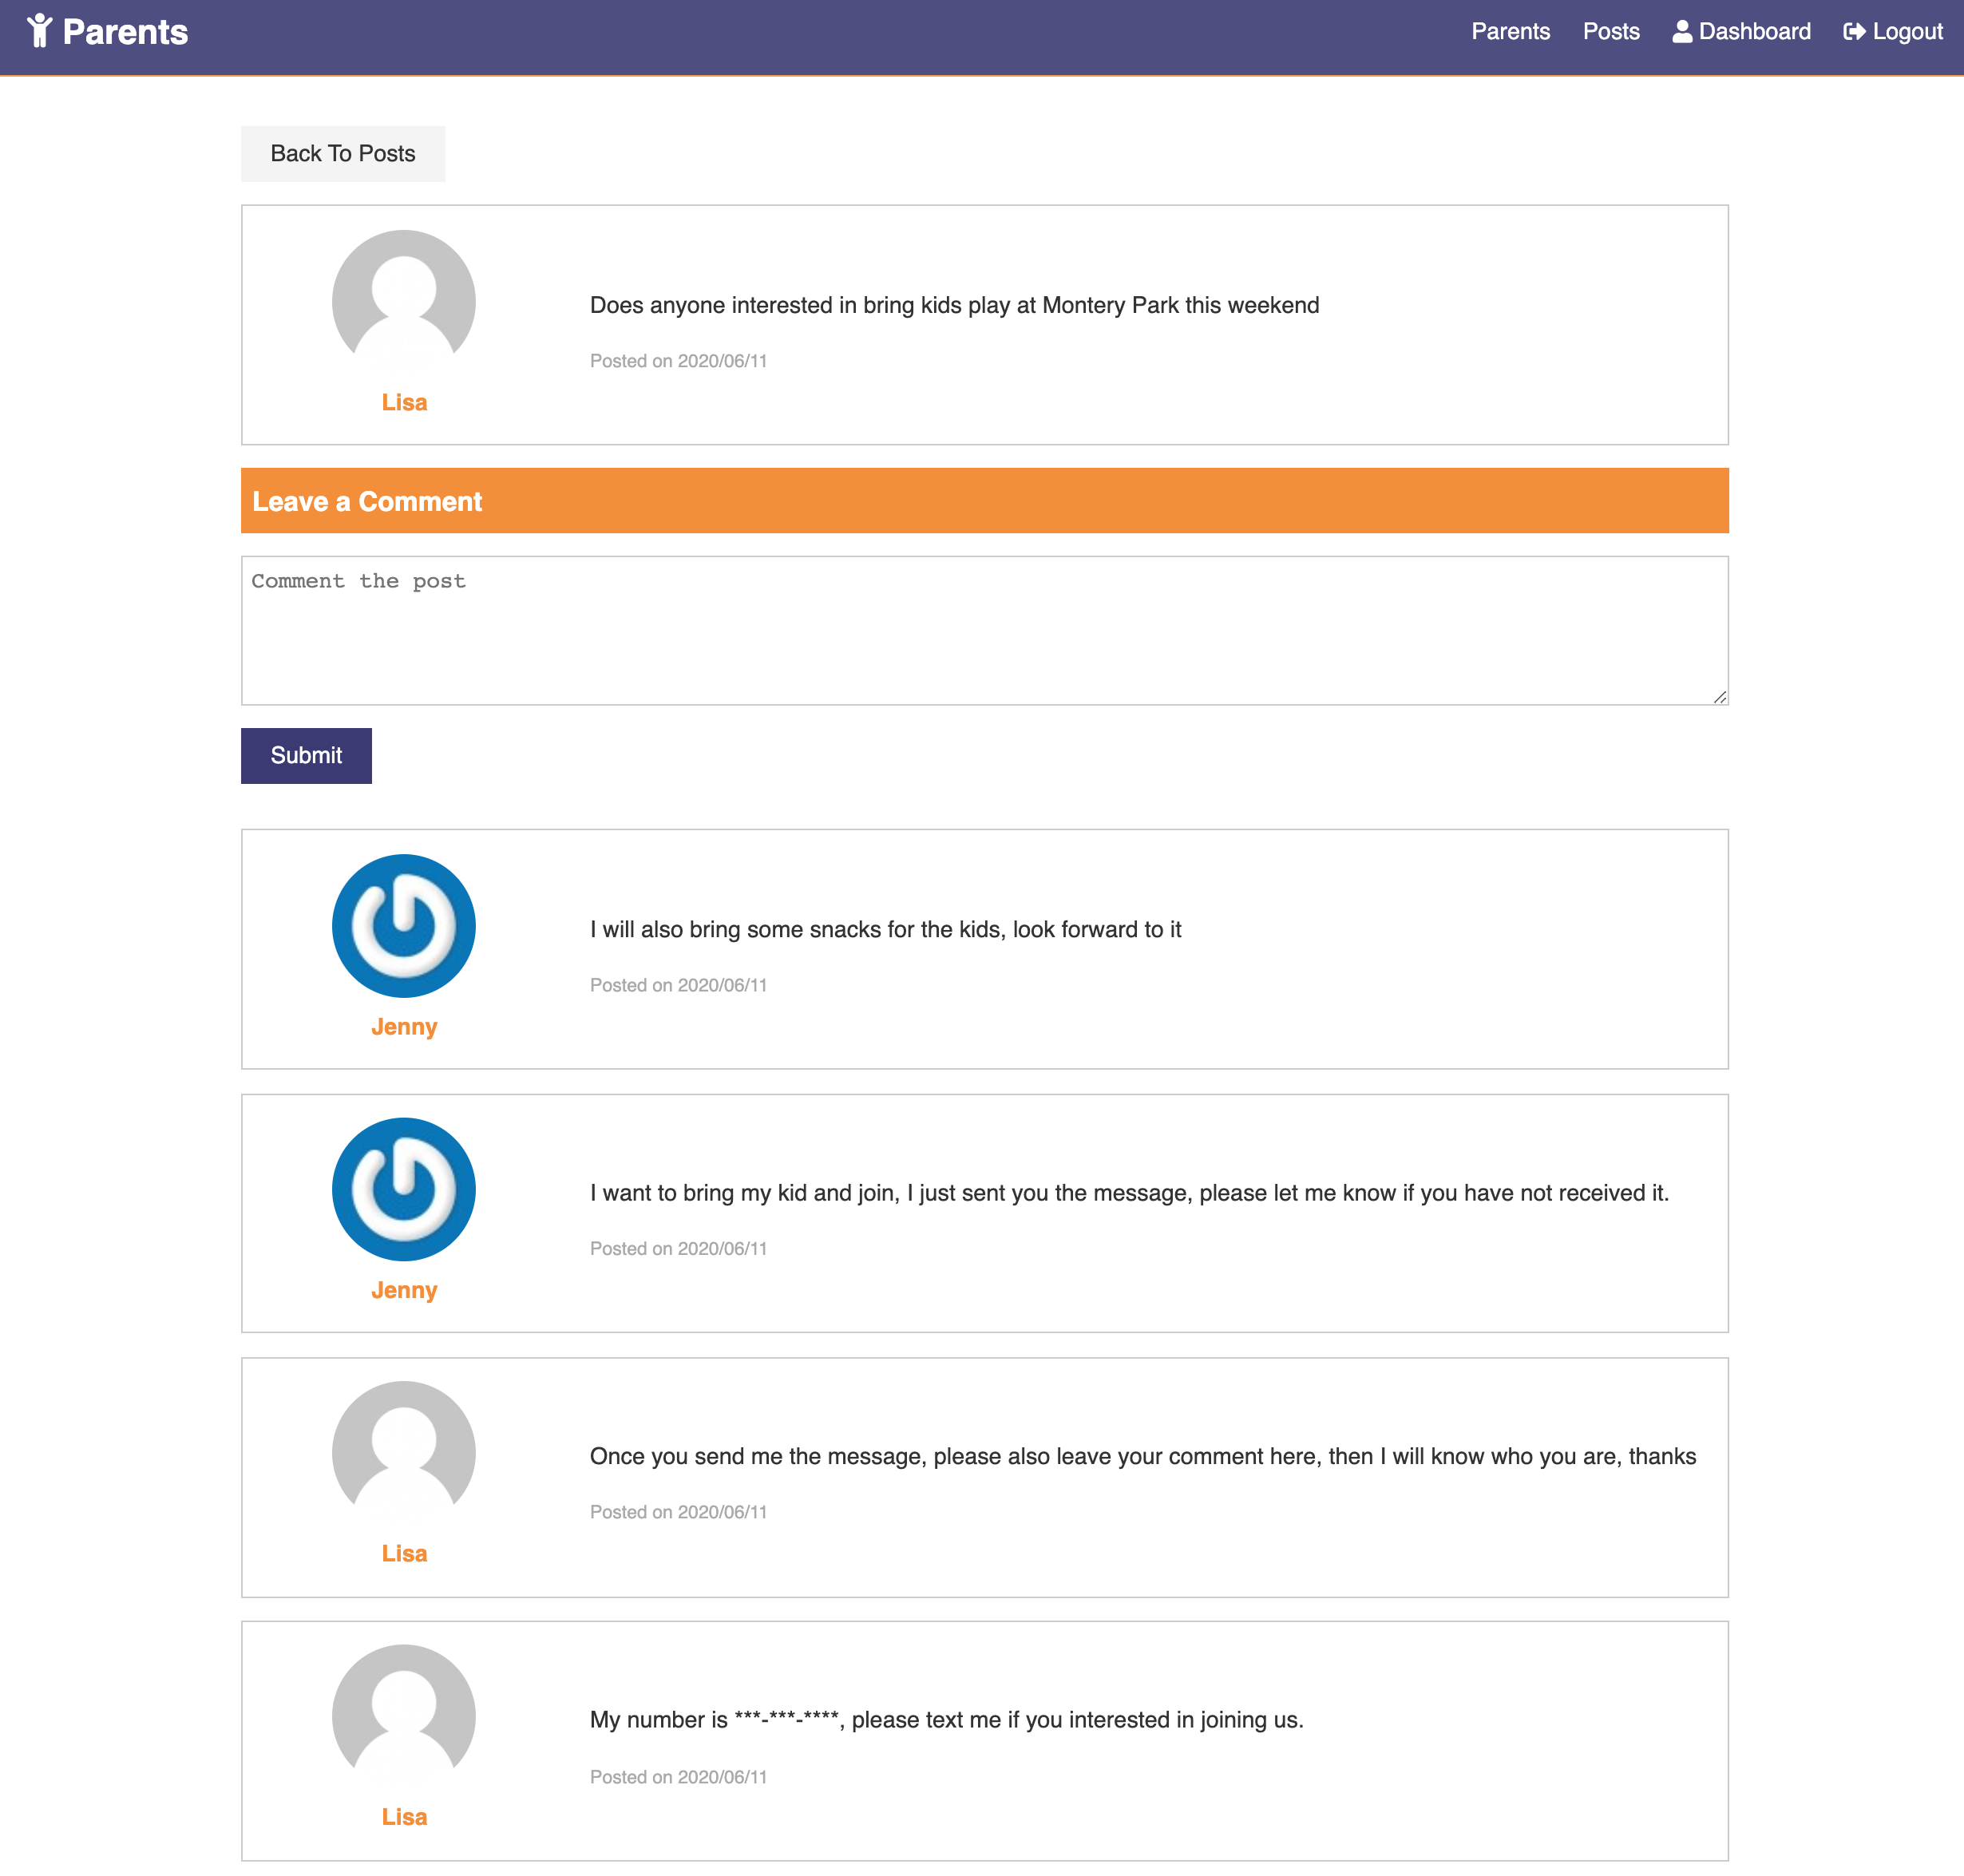 Parents
Parents Posts Dashboard Logout
Back To Posts
Does anyone interested in bring kids play at Montery Park this weekend
Posted on 2020/06/11
Lisa
Leave a Comment
Comment the post
Submit
I will also bring some snacks for the kids, look forward to it
Posted on 2020/06/11
Jenny
I want to bring my kid and join, I just sent you the message, please let me know if you have not received it.
Posted on 2020/06/11
Jenny
Once you send me the message, please also leave your comment here, then I will know who you are, thanks
Posted on 2020/06/11
Lisa
My number is ***-***-****, please text me if you interested in joining us.
Posted on 2020/06/11
Lisa